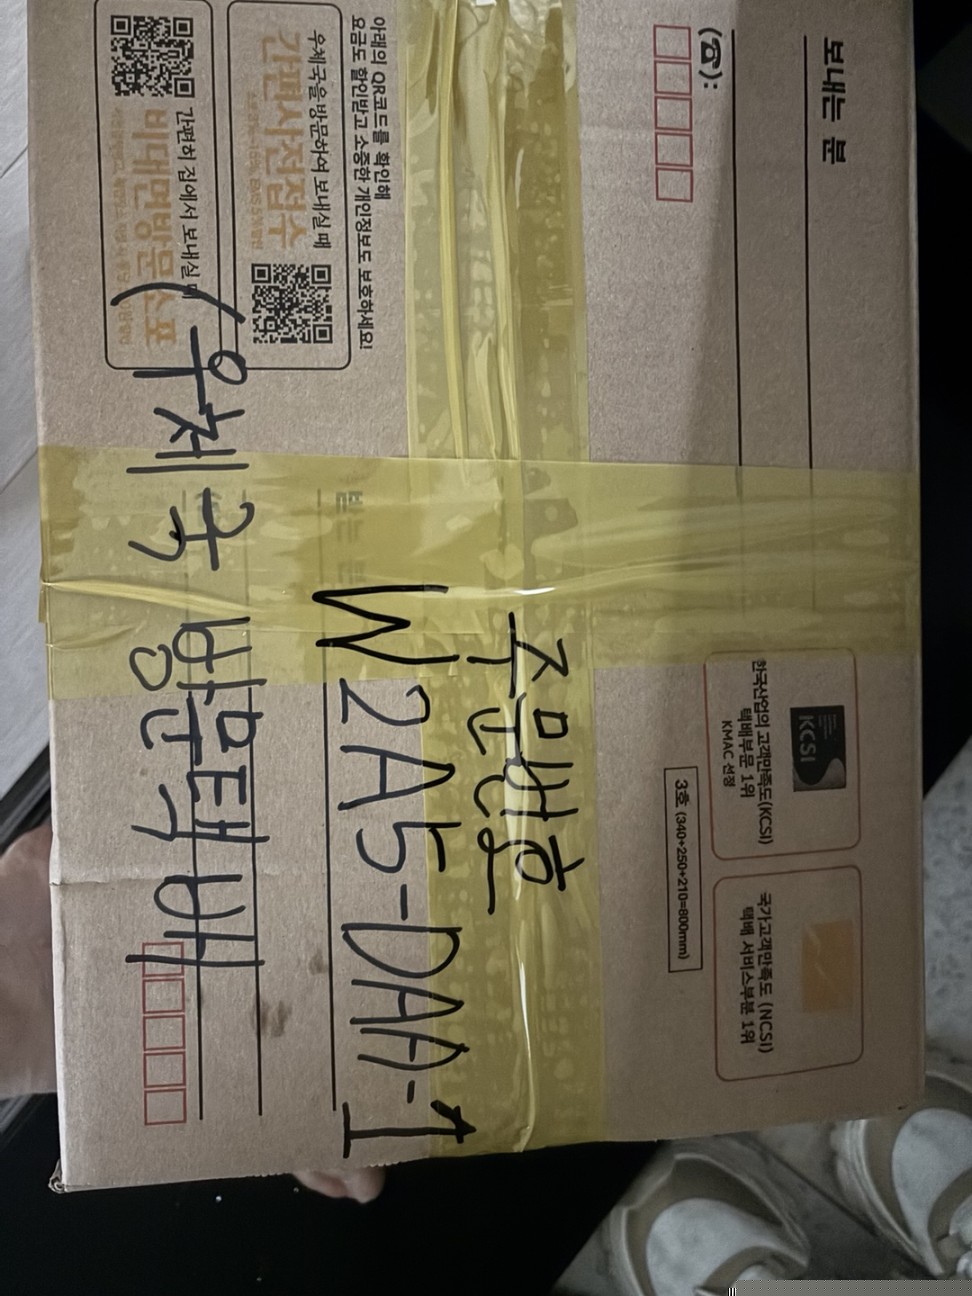 보내는 분
(☎):
아래의 QR코드를 확인해
요금도 할인받고 소중한 개인정보도 보호하세요!
우체국을 방문하여 보내실 때
간편사전접수
간편히 집에서 보내실 때
비대면방문소포
KCSI
한국산업의 고객만족도(KCSI)
택배부문 1위
KMAC 선정
국가고객만족도 (NCSI)
택배 서비스부문 1위
3호 (340+250+210=800mm)
주문번호
받는 분
W2A5-DAA-1
(우체국 방문택배